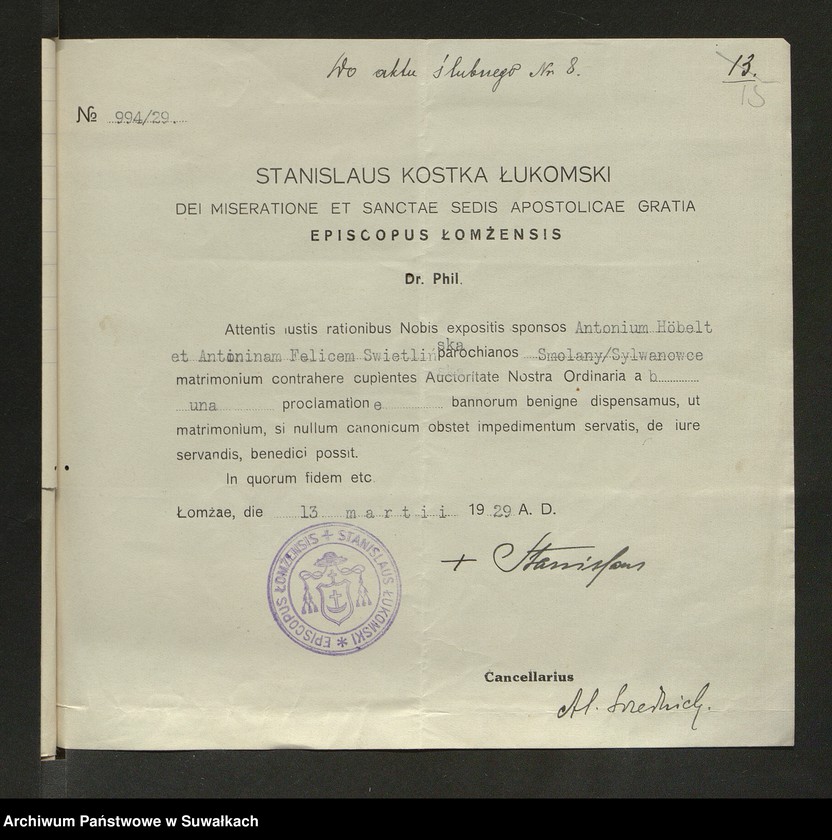 Do aktu ślubnego Nr 8.
13.
15
№ 994/29.
STANISLAUS KOSTKA ŁUKOMSKI
DEI MISERATIONE ET SANCTAE SEDIS APOSTOLICAE GRATIA
EPISCOPUS ŁOMŻENSIS
Dr. Phil.
Attentis iustis rationibus Nobis expositis sponsos Antonium Höbelt
et Antoninam Felicem Swietlińska parochianos Smolany/Sylwanowce
matrimonium contrahere cupientes Auctoritate Nostra Ordinaria a b
una proclamatione bannorum benigne dispensamus, ut
matrimonium, si nullum canonicum obstet impedimentum servatis, de iure
servandis, benedici possit.
In quorum fidem etc
Łomżae, die 13 martii 1929 A. D.
+ Stanislaus
STANISLAUS ŁUKOMSKI * EPISCOPUS ŁOMZENSIS +
Cancellarius
Al.
Archiwum Państwowe w Suwałkach